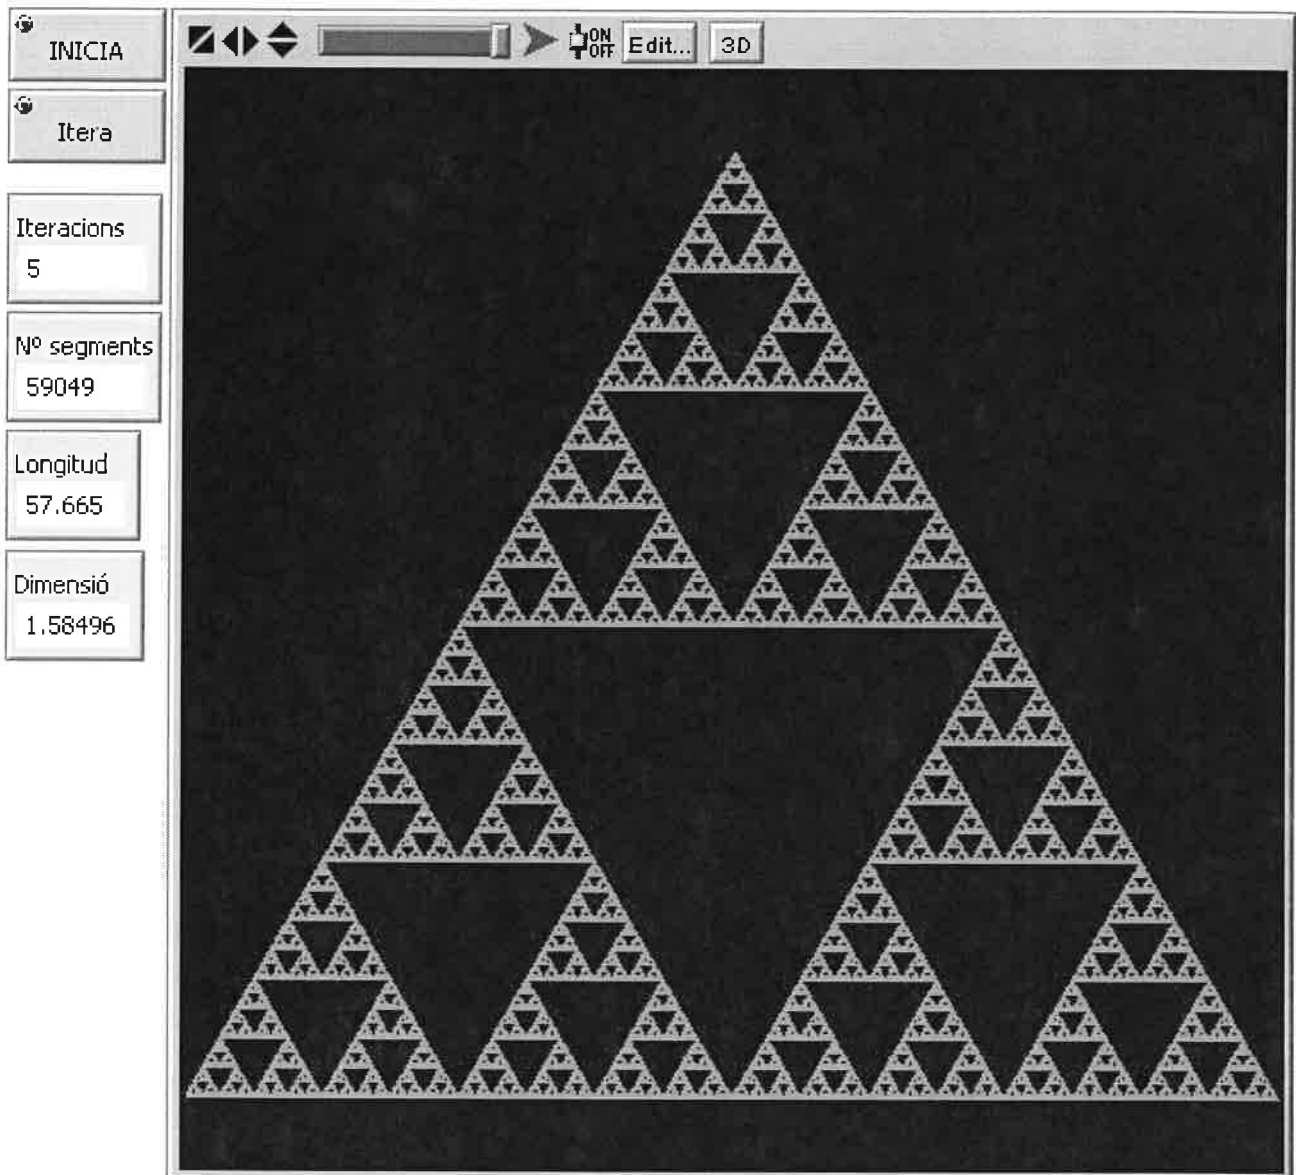 INICIA
Itera
Iteracions
5
Nº segments
59049
Longitud
57.665
Dimensió
1.58496
ON
OFF
Edit...
3D